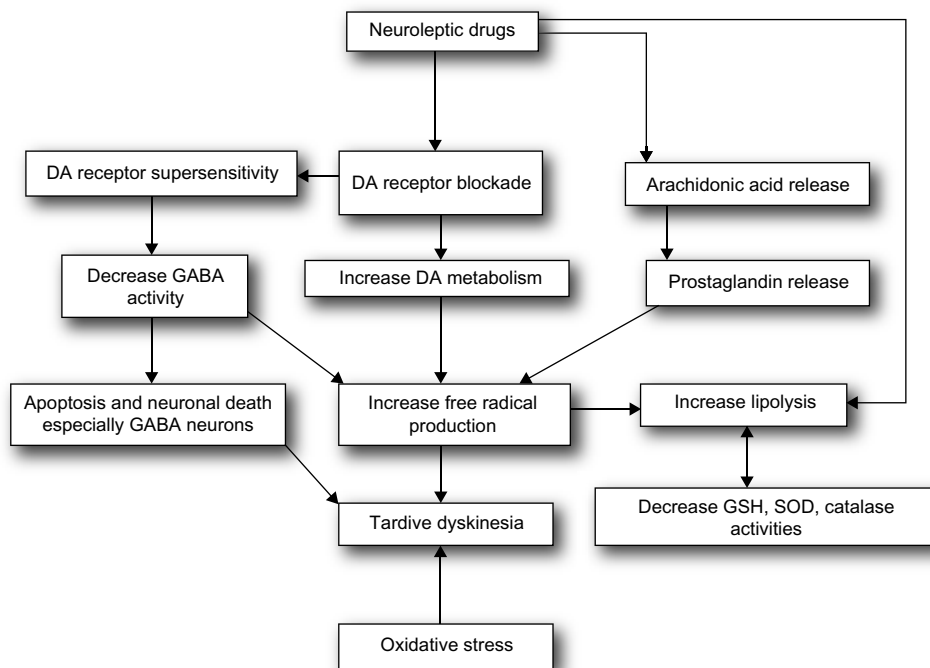 Neuroleptic drugs
DA receptor supersensitivity
DA receptor blockade
Arachidonic acid release
Decrease GABA
activity
Increase DA metabolism
Prostaglandin release
Apoptosis and neuronal death
especially GABA neurons
Increase free radical
production
Increase lipolysis
Tardive dyskinesia
Decrease GSH, SOD, catalase
activities
Oxidative stress